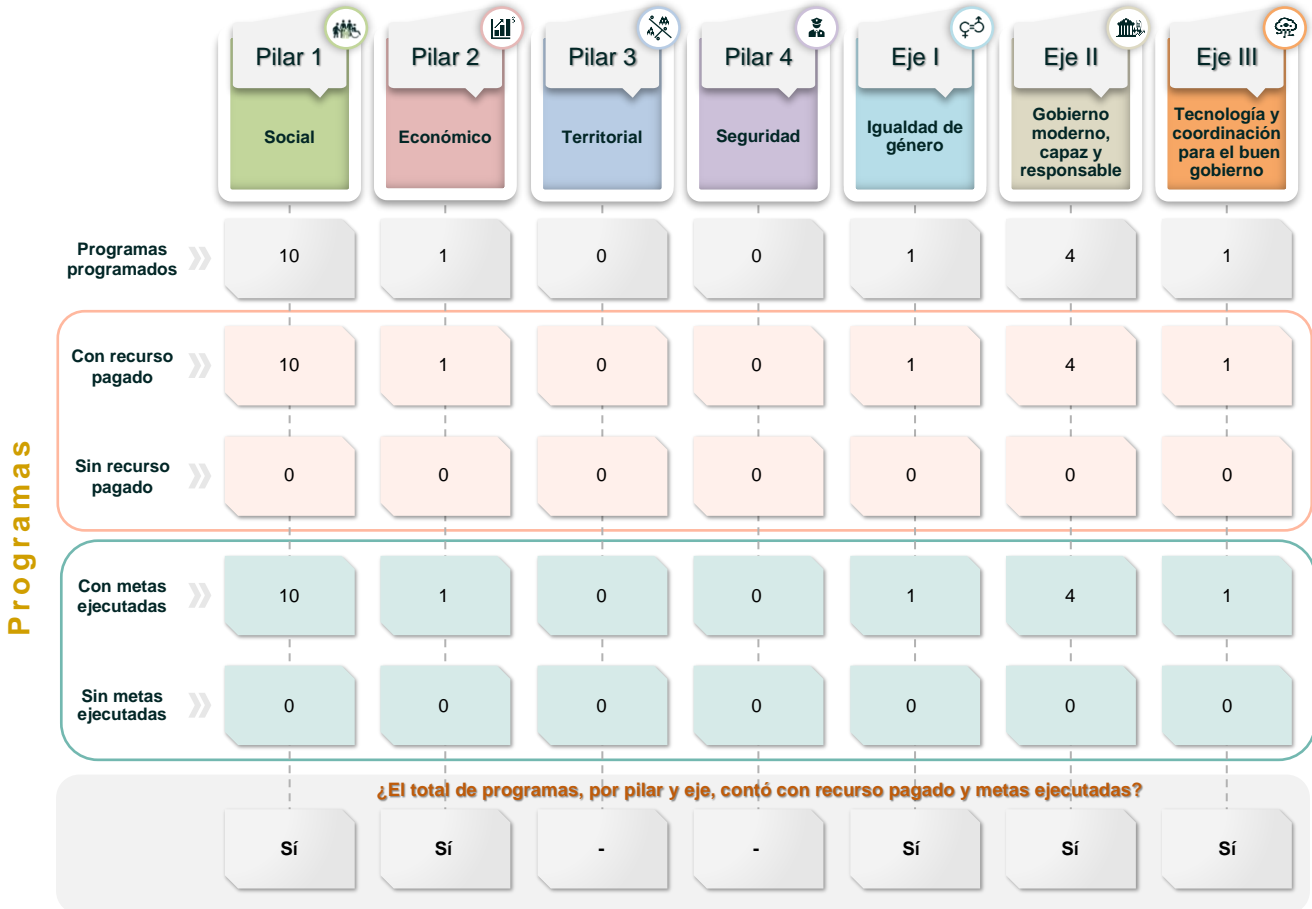 Pilar 1
Pilar 2
Pilar 3
Pilar 4
Eje I
Eje II
Eje III
Social
Económico
Territorial
Seguridad
Igualdad de
género
Gobierno
moderno,
capaz y
responsable
Tecnología y
coordinación
para el buen
gobierno
Programas
Programas
programados
10
1
0
0
1
4
1
Con recurso
pagado
10
1
0
0
1
4
1
Sin recurso
pagado
0
0
0
0
0
0
0
Con metas
ejecutadas
10
1
0
0
1
4
1
Sin metas
ejecutadas
0
0
0
0
0
0
0
¿El total de programas, por pilar y eje, contó con recurso pagado y metas ejecutadas?
Sí
Sí
-
-
Sí
Sí
Sí